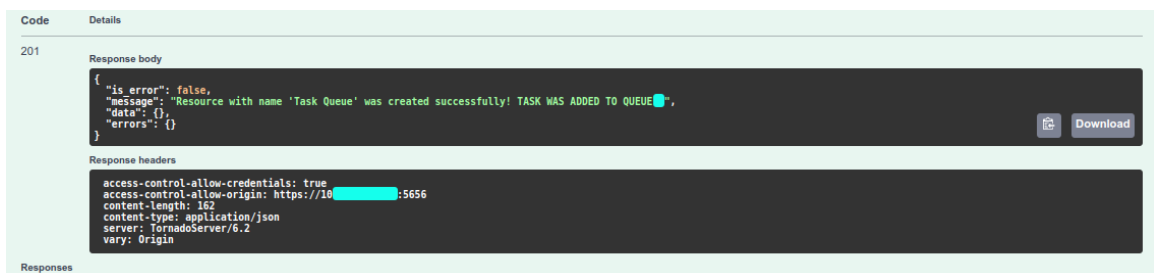 Code Details
201
Response body
{
"is_error": false,
"message": "Resource with name 'Task Queue' was created successfully! TASK WAS ADDED TO QUEUE",
"data": {},
"errors": {}
}
Download
Response headers
access-control-allow-credentials: true
access-control-allow-origin: https://10 :5656
content-length: 162
content-type: application/json
server: TornadoServer/6.2
vary: Origin
Responses